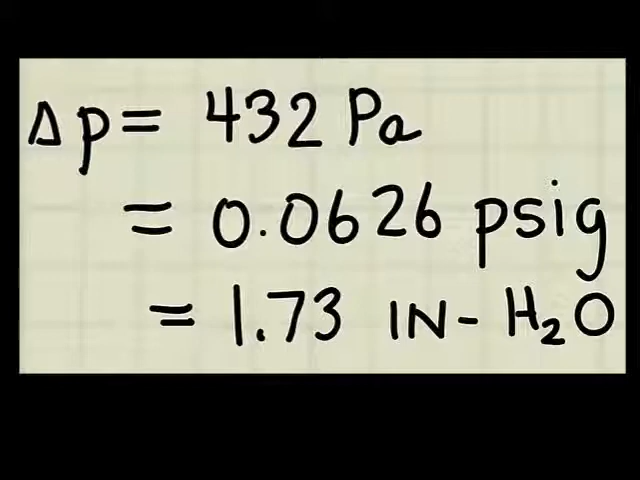 Δp = 432 Pa
= 0.0626 psig
= 1.73 IN-H₂O